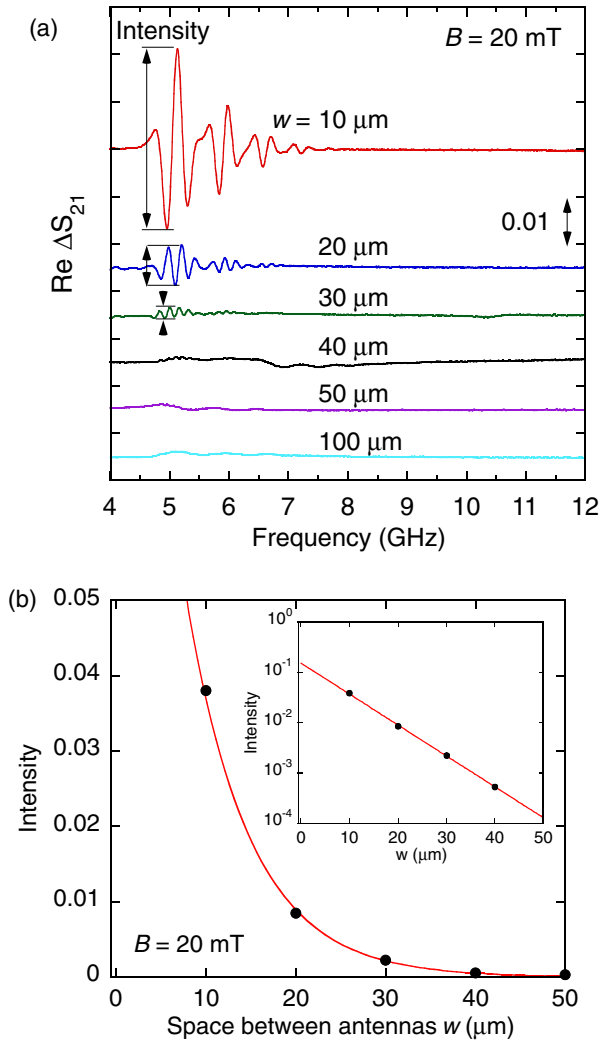 (a)
Intensity
B = 20 mT
w = 10 μm
0.01
20 μm
30 μm
40 μm
50 μm
100 μm
Re ΔS21
4 5 6 7 8 9 10 11 12
Frequency (GHz)
(b)
0.05
0.04
0.03
0.02
0.01
0
Intensity
B = 20 mT
0 10 20 30 40 50
Space between antennas w (μm)
10^0
10^-1
10^-2
10^-3
10^-4
Intensity
0 10 20 30 40 50
w (μm)